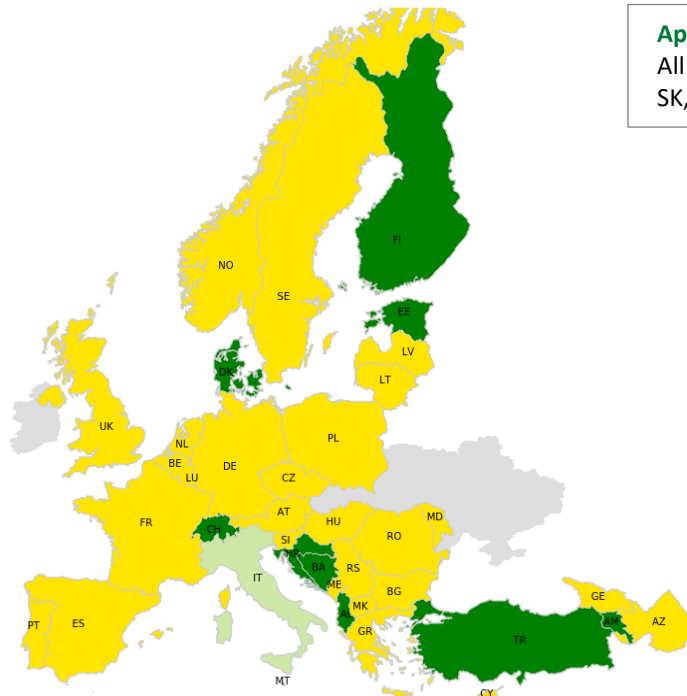 Ap
All
SK,
FI
NO
SE
EE
LV
DK
LT
UK
NL
PL
BE
DE
LU
CZ
FR
AT
MD
HU
CH
RO
SI
HR
BA
RS
IT
ME
BG
GE
AL
MK
AM
AZ
PT
ES
GR
TR
MT
CY